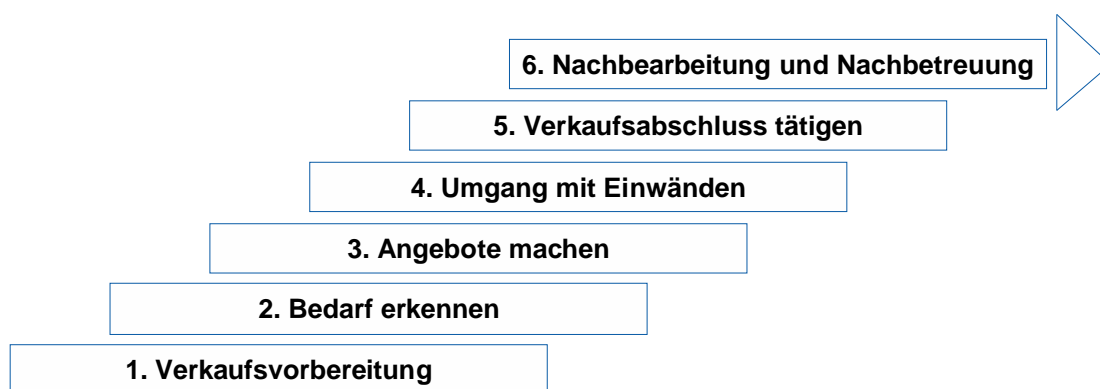 6. Nachbearbeitung und Nachbetreuung
5. Verkaufsabschluss tätigen
4. Umgang mit Einwänden
3. Angebote machen
2. Bedarf erkennen
1. Verkaufsvorbereitung